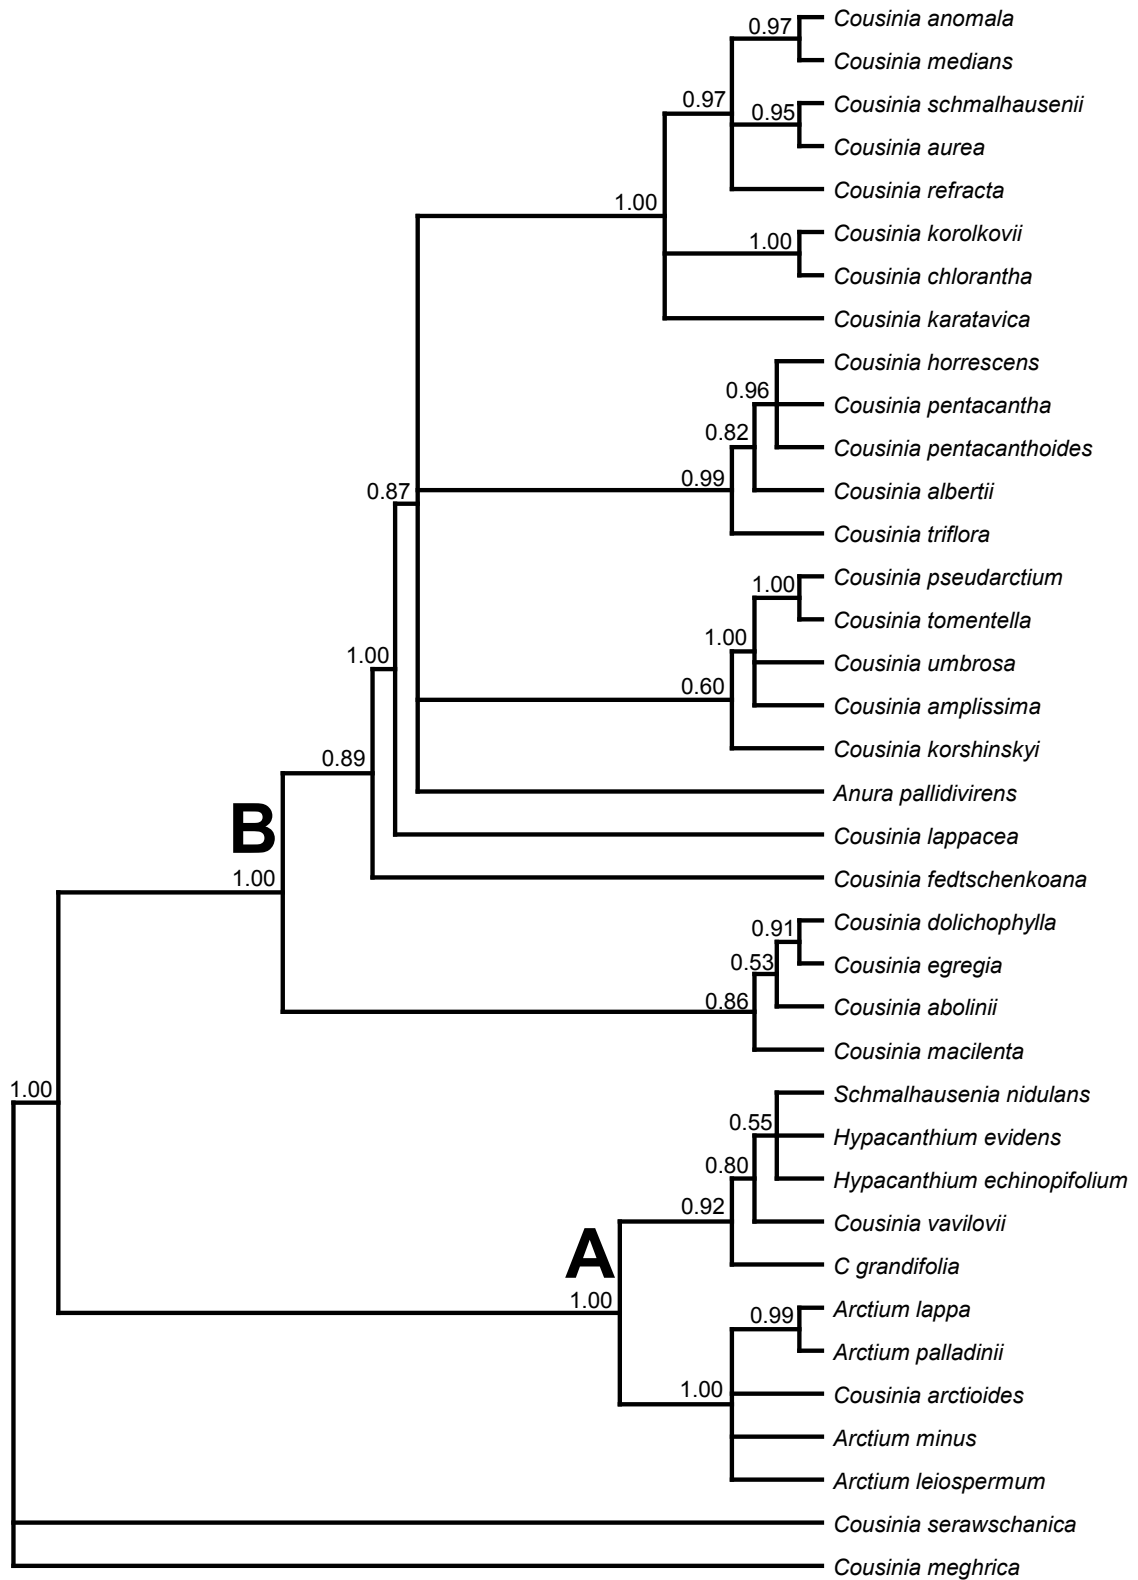 Cousinia anomala
0.97
Cousinia medians
0.97
Cousinia schmalhausenii
0.95
Cousinia aurea
Cousinia refracta
1.00
Cousinia korolkovii
1.00
Cousinia chlorantha
Cousinia karatavica
Cousinia horrescens
0.96
Cousinia pentacantha
0.82
Cousinia pentacanthoides
0.99
0.87
Cousinia albertii
Cousinia triflora
Cousinia pseudarctium
1.00
Cousinia tomentella
1.00
1.00
Cousinia umbrosa
0.60
Cousinia amplissima
Cousinia korshinskyi
0.89
Anura pallidivirens
B
Cousinia lappacea
1.00
Cousinia fedtschenkoana
Cousinia dolichophylla
0.91
0.53
Cousinia egregia
0.86
Cousinia abolinii
Cousinia macilenta
1.00
Schmalhausenia nidulans
0.55
Hypacanthium evidens
0.80
Hypacanthium echinopifolium
0.92
Cousinia vavilovii
A
C grandifolia
1.00
Arctium lappa
0.99
Arctium palladinii
1.00
Cousinia arctioides
Arctium minus
Arctium leiospermum
Cousinia serawschanica
Cousinia meghrica